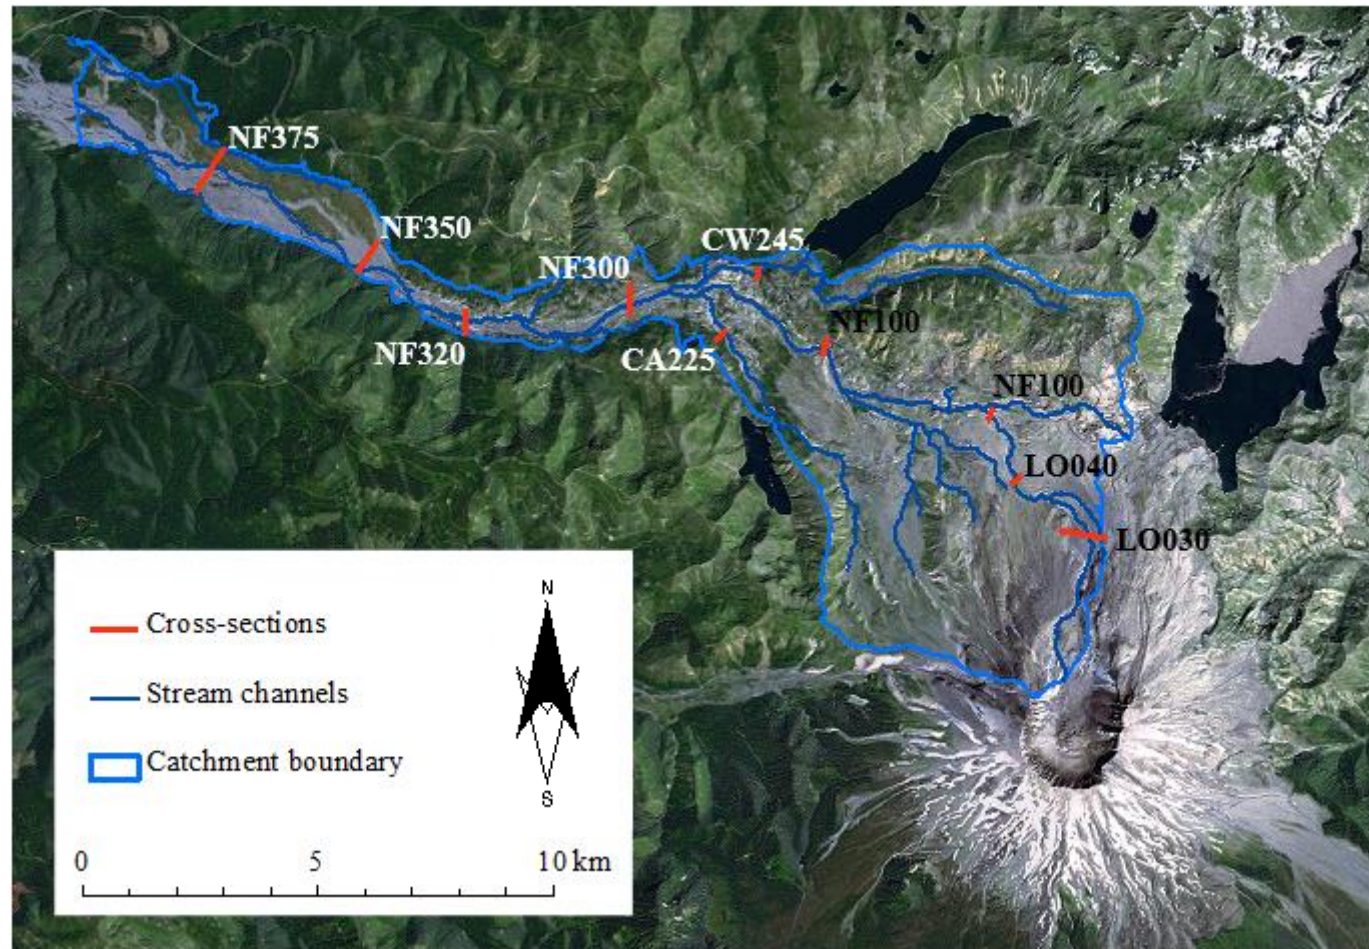 NF375
NF350
CW245
NF300
NF100
NF320
CA225
NF100
LO040
LO030
N
Cross-sections
Stream channels
Catchment boundary
S
0 5 10 km